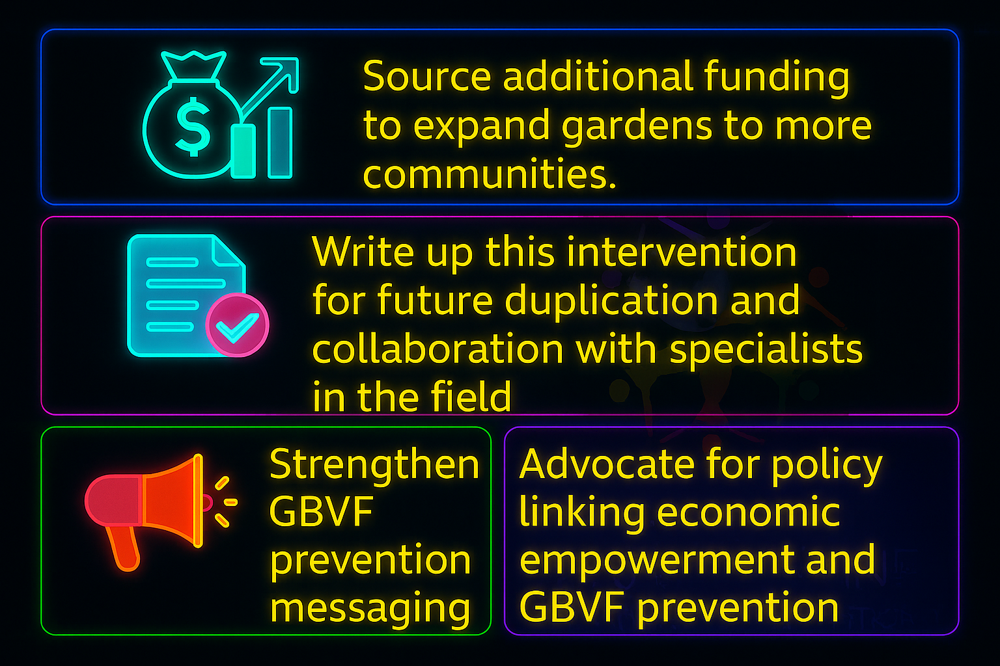 $
Source additional funding
to expand gardens to more
communities.
Write up this intervention
for future duplication and
collaboration with specialists
in the field
Strengthen
GBVF
prevention
messaging
Advocate for policy
linking economic
empowerment and
GBVF prevention